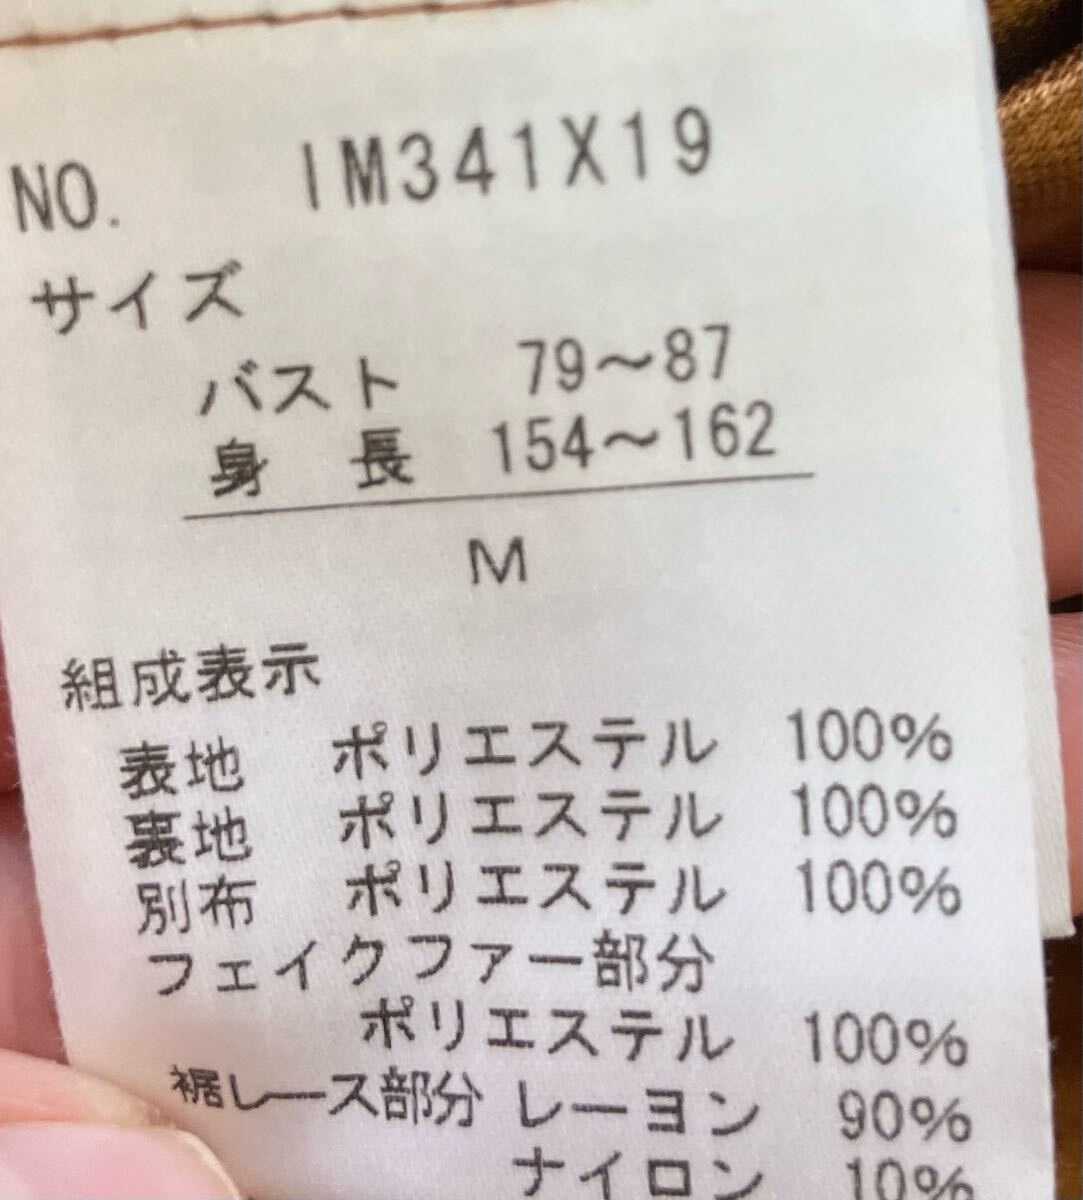 NO. IM341X19
サイズ
バスト 79～87
身長 154～162
M
組成表示
表地 ポリエステル 100%
裏地 ポリエステル 100%
別布 ポリエステル 100%
フェイクファー部分
ポリエステル 100%
裾レース部分 レーヨン 90%
ナイロン 10%